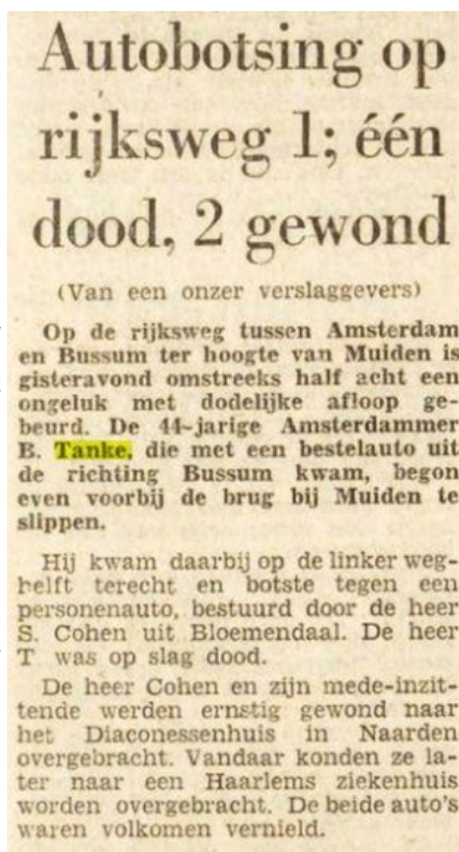 Autobotsing op
rijksweg 1; één
dood, 2 gewond
(Van een onzer verslaggevers)
Op de rijksweg tussen Amsterdam
en Bussum ter hoogte van Muiden is
gisteravond omstreeks half acht een
ongeluk met dodelijke afloop ge-
beurd. De 44-jarige Amsterdammer
B. Tanke, die met een bestelauto uit
de richting Bussum kwam, begon
even voorbij de brug bij Muiden te
slippen.
Hij kwam daarbij op de linker weg-
helft terecht en botste tegen een
personenauto, bestuurd door de heer
S. Cohen uit Bloemendaal. De heer
T was op slag dood.
De heer Cohen en zijn mede-inzit-
tende werden ernstig gewond naar
het Diaconessenhuis in Naarden
overgebracht. Vandaar konden ze la-
ter naar een Haarlems ziekenhuis
worden overgebracht. De beide auto's
waren volkomen vernield.